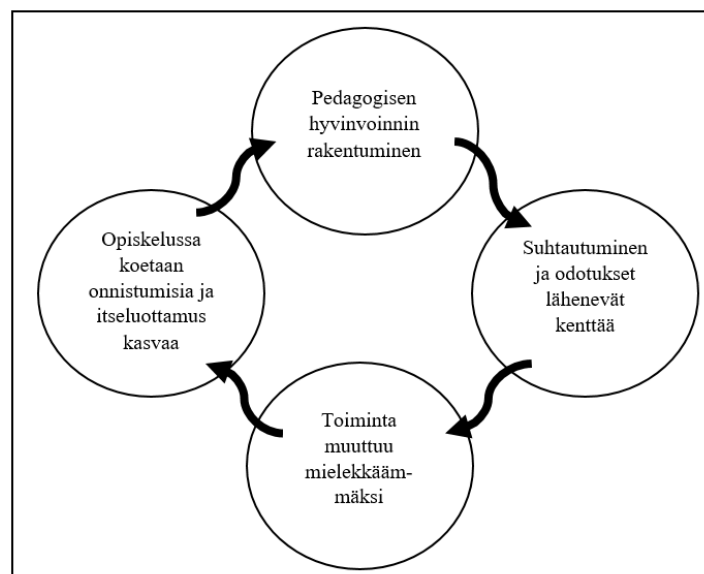 Pedagogisen
hyvinvoinnin
rakentuminen
Suhtautuminen
ja odotukset
lähenevät
kenttää
Toiminta
muuttuu
mielekkääm-
mäksi
Opiskelussa
koetaan
onnistumisia ja
itseluottamus
kasvaa